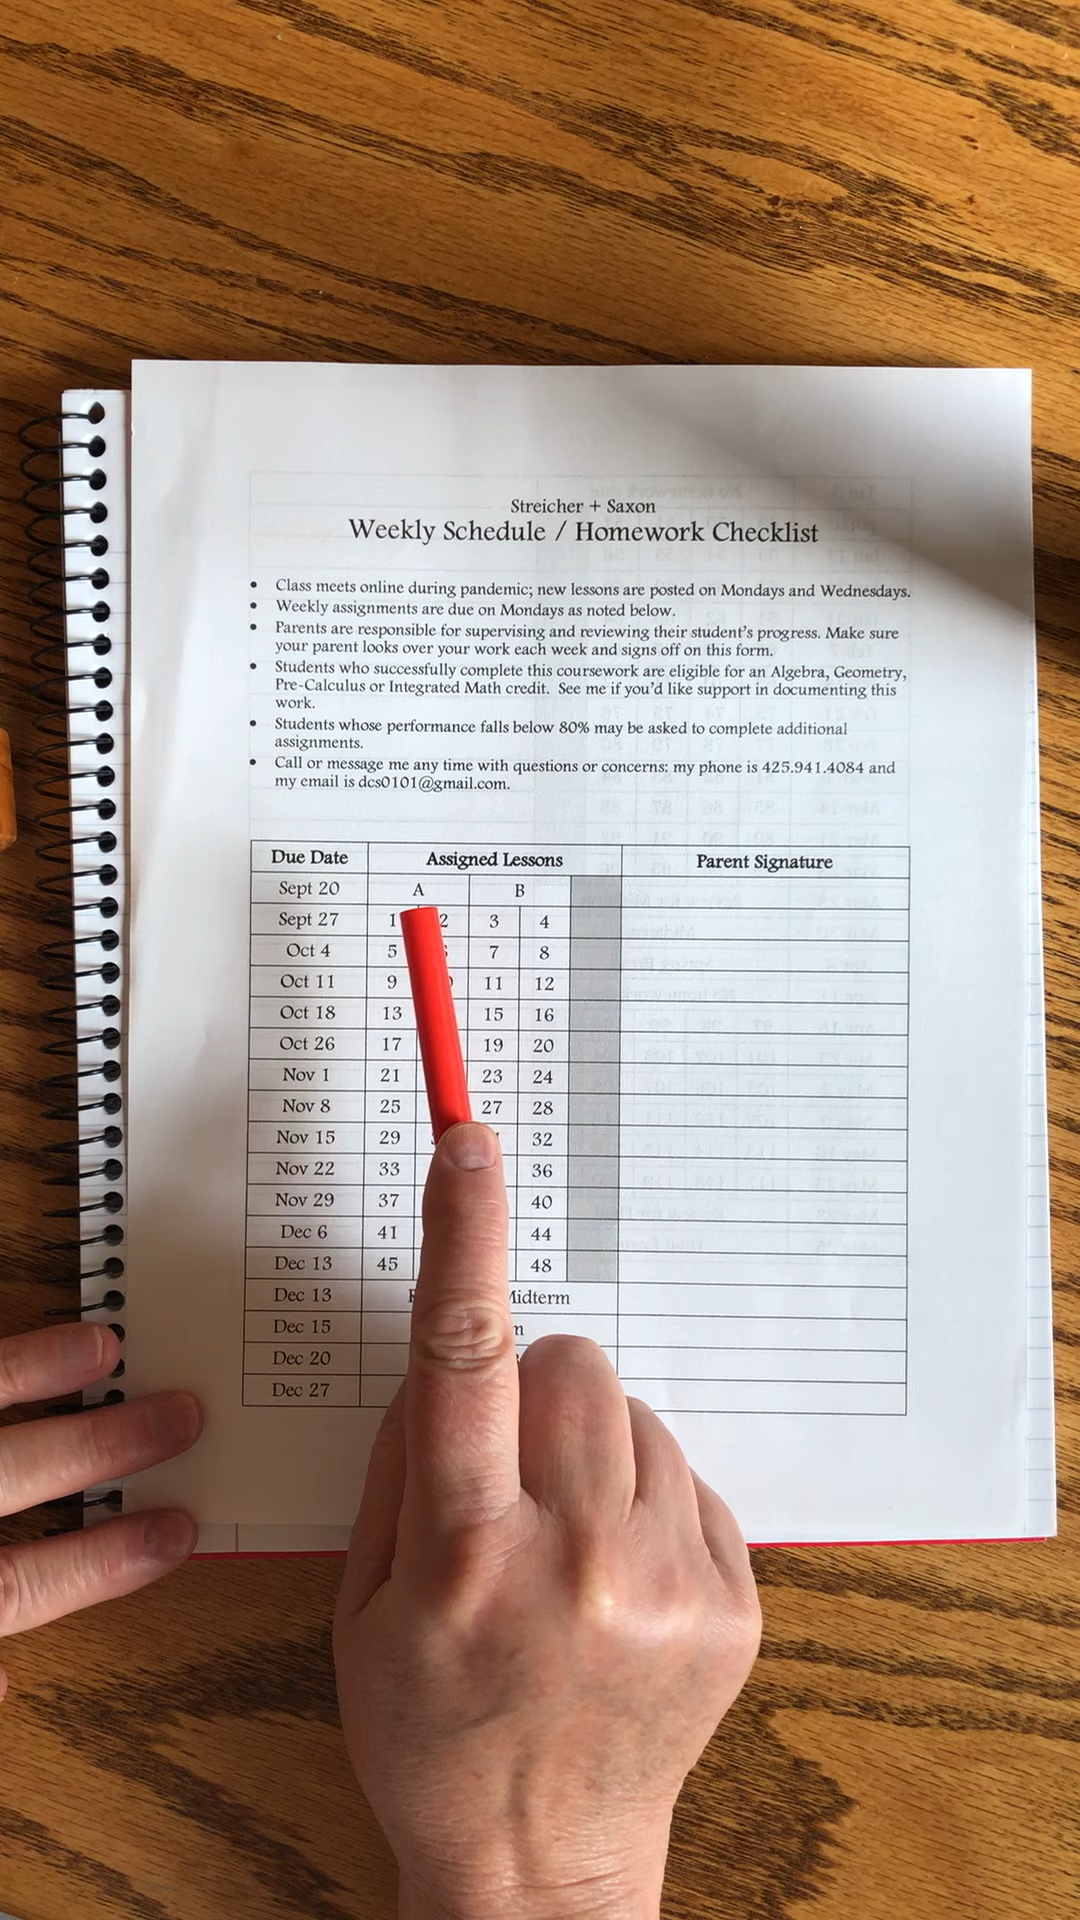 Streicher + Saxon
Weekly Schedule / Homework Checklist
• Class meets online during pandemic; new lessons are posted on Mondays and Wednesdays.
• Weekly assignments are due on Mondays as noted below.
• Parents are responsible for supervising and reviewing their student's progress. Make sure
your parent looks over your work each week and signs off on this form.
• Students who successfully complete this coursework are eligible for an Algebra, Geometry,
Pre-Calculus or Integrated Math credit. See me if you'd like support in documenting this
work.
• Students whose performance falls below 80% may be asked to complete additional
assignments.
• Call or message me any time with questions or concerns: my phone is 425.941.4084 and
my email is dcs0101@gmail.com.
Due Date Assigned Lessons Parent Signature
Sept 20 A B
Sept 27 1 2 3 4
Oct 4 5 7 8
Oct 11 9 11 12
Oct 18 13 15 16
Oct 26 17 19 20
Nov 1 21 23 24
Nov 8 25 27 28
Nov 15 29 32
Nov 22 33 36
Nov 29 37 40
Dec 6 41 44
Dec 13 45 48
Dec 13 Midterm
Dec 15
Dec 20
Dec 27